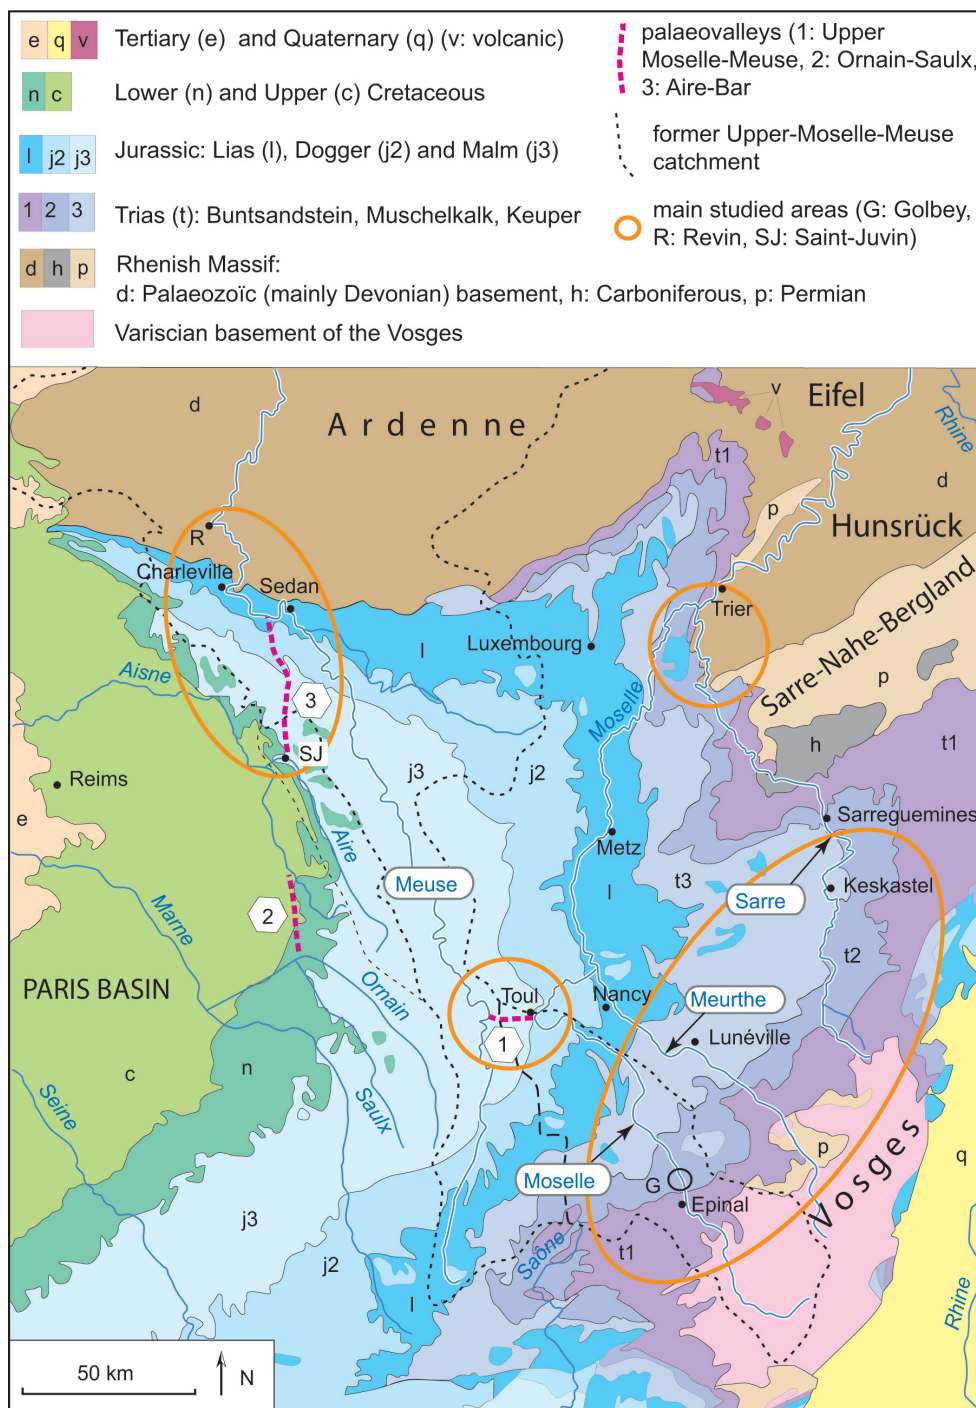 e q v Tertiary (e) and Quaternary (q) (v: volcanic)
n c Lower (n) and Upper (c) Cretaceous
l j2 j3 Jurassic: Lias (l), Dogger (j2) and Malm (j3)
1 2 3 Trias (t): Buntsandstein, Muschelkalk, Keuper
d h p Rhenish Massif:
d: Palaeozoïc (mainly Devonian) basement, h: Carboniferous, p: Permian
Variscian basement of the Vosges
palaeovalleys (1: Upper
Moselle-Meuse, 2: Ornain-Saulx,
3: Aire-Bar
former Upper-Moselle-Meuse
catchment
main studied areas (G: Golbey,
R: Revin, SJ: Saint-Juvin)
v
Eifel
d
Ardenne
Rhine
t1
d
p
R
Hunsrück
Charleville
Sedan
Trier
Luxembourg
l
Sarre-Nahe-Bergland
Aisne
p
3
Moselle
h
t1
SJ
j3
j2
Reims
Sarreguemines
e
Aire
Metz
Meuse
l
t3
Sarre
Keskastel
2
Marne
t2
PARIS BASIN
Ornain
Toul
Nancy
Meurthe
Lunéville
1
c
n
Seine
Saulx
p
Vosges
q
Moselle
G
Epinal
j3
j2
Saône
t1
l
Rhine
50 km
N